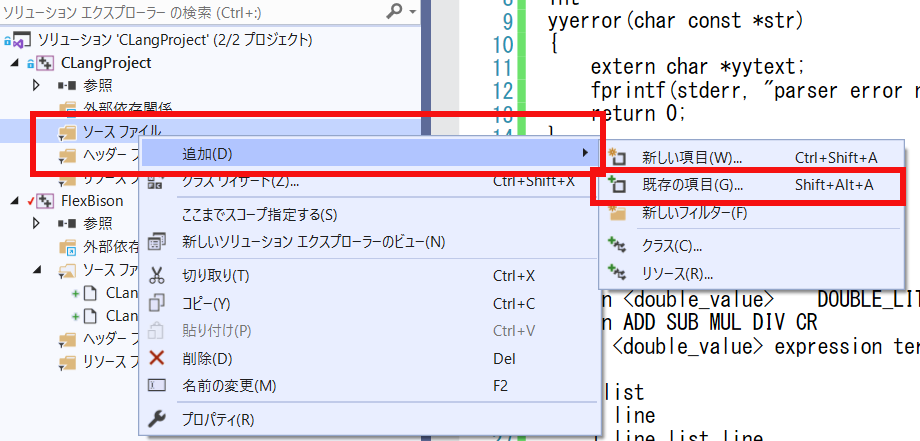 ソリューション エクスプローラー の検索 (Ctrl+:)
ソリューション 'CLangProject' (2/2 プロジェクト)
CLangProject
参照
外部依存関係
ソース ファイル
ヘッダー フ
リソース フ
FlexBison
参照
外部依存
ソース ファ
CLan
CLan
ヘッダー フ
リソース フ
追加(D)
クラス ウィザード(Z)... Ctrl+Shift+X
ここまでスコープ指定する(S)
新しいソリューション エクスプローラーのビュー(N)
切り取り(T) Ctrl+X
コピー(Y) Ctrl+C
貼り付け(P) Ctrl+V
削除(D) Del
名前の変更(M) F2
プロパティ(R)
新しい項目(W)... Ctrl+Shift+A
既存の項目(G)... Shift+Alt+A
新しいフィルター(F)
クラス(C)...
リソース(R)...
8 int
9 yyerror(char const *str)
10 {
11 extern char *yytext;
12 fprintf(stderr, "parser error n
13 return 0;
14 }
n <double_value> DOUBLE_LIT
n ADD SUB MUL DIV CR
<double_value> expression ter
list
line
line_list line